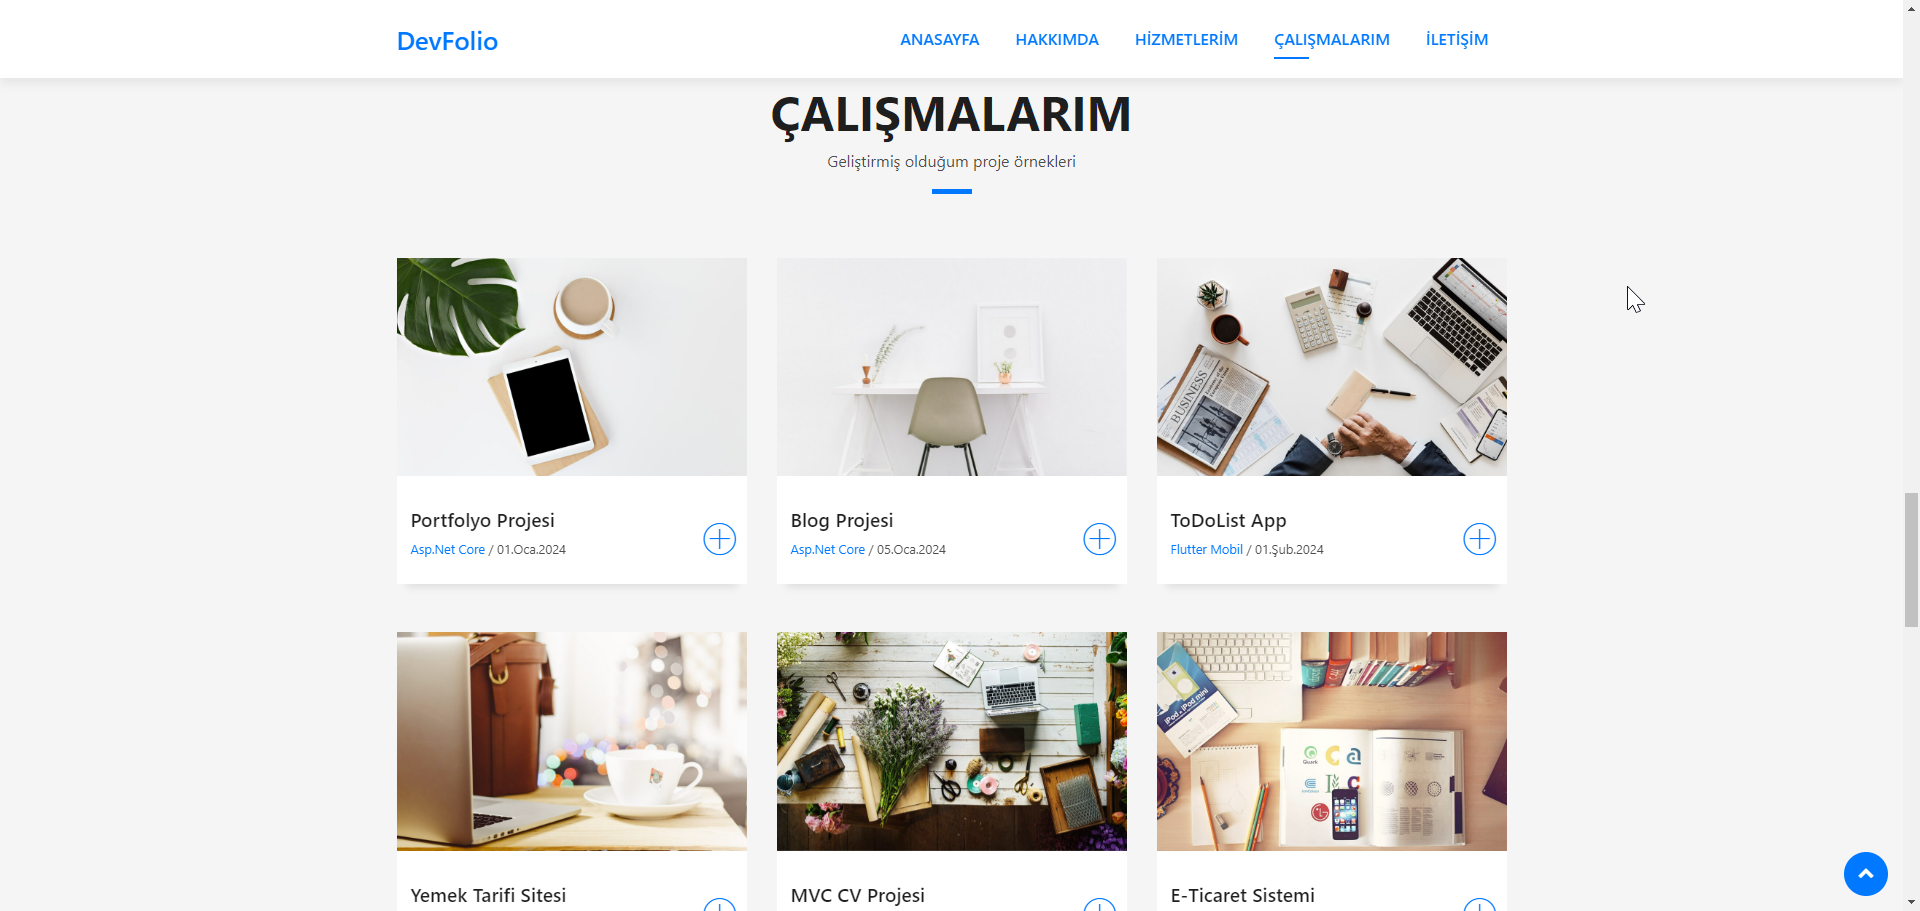 DevFolio
ANASAYFA HAKKIMDA HİZMETLERİM ÇALIŞMALARIM İLETİŞİM
ÇALIŞMALARIM
Geliştirmiş olduğum proje örnekleri
BUSINESS
Portfolyo Projesi
Asp.Net Core / 01.Oca.2024
Blog Projesi
Asp.Net Core / 05.Oca.2024
ToDoList App
Flutter Mobil / 01.Şub.2024
iPod & iPod mini
Quark
LG
Yemek Tarifi Sitesi
MVC CV Projesi
E-Ticaret Sistemi